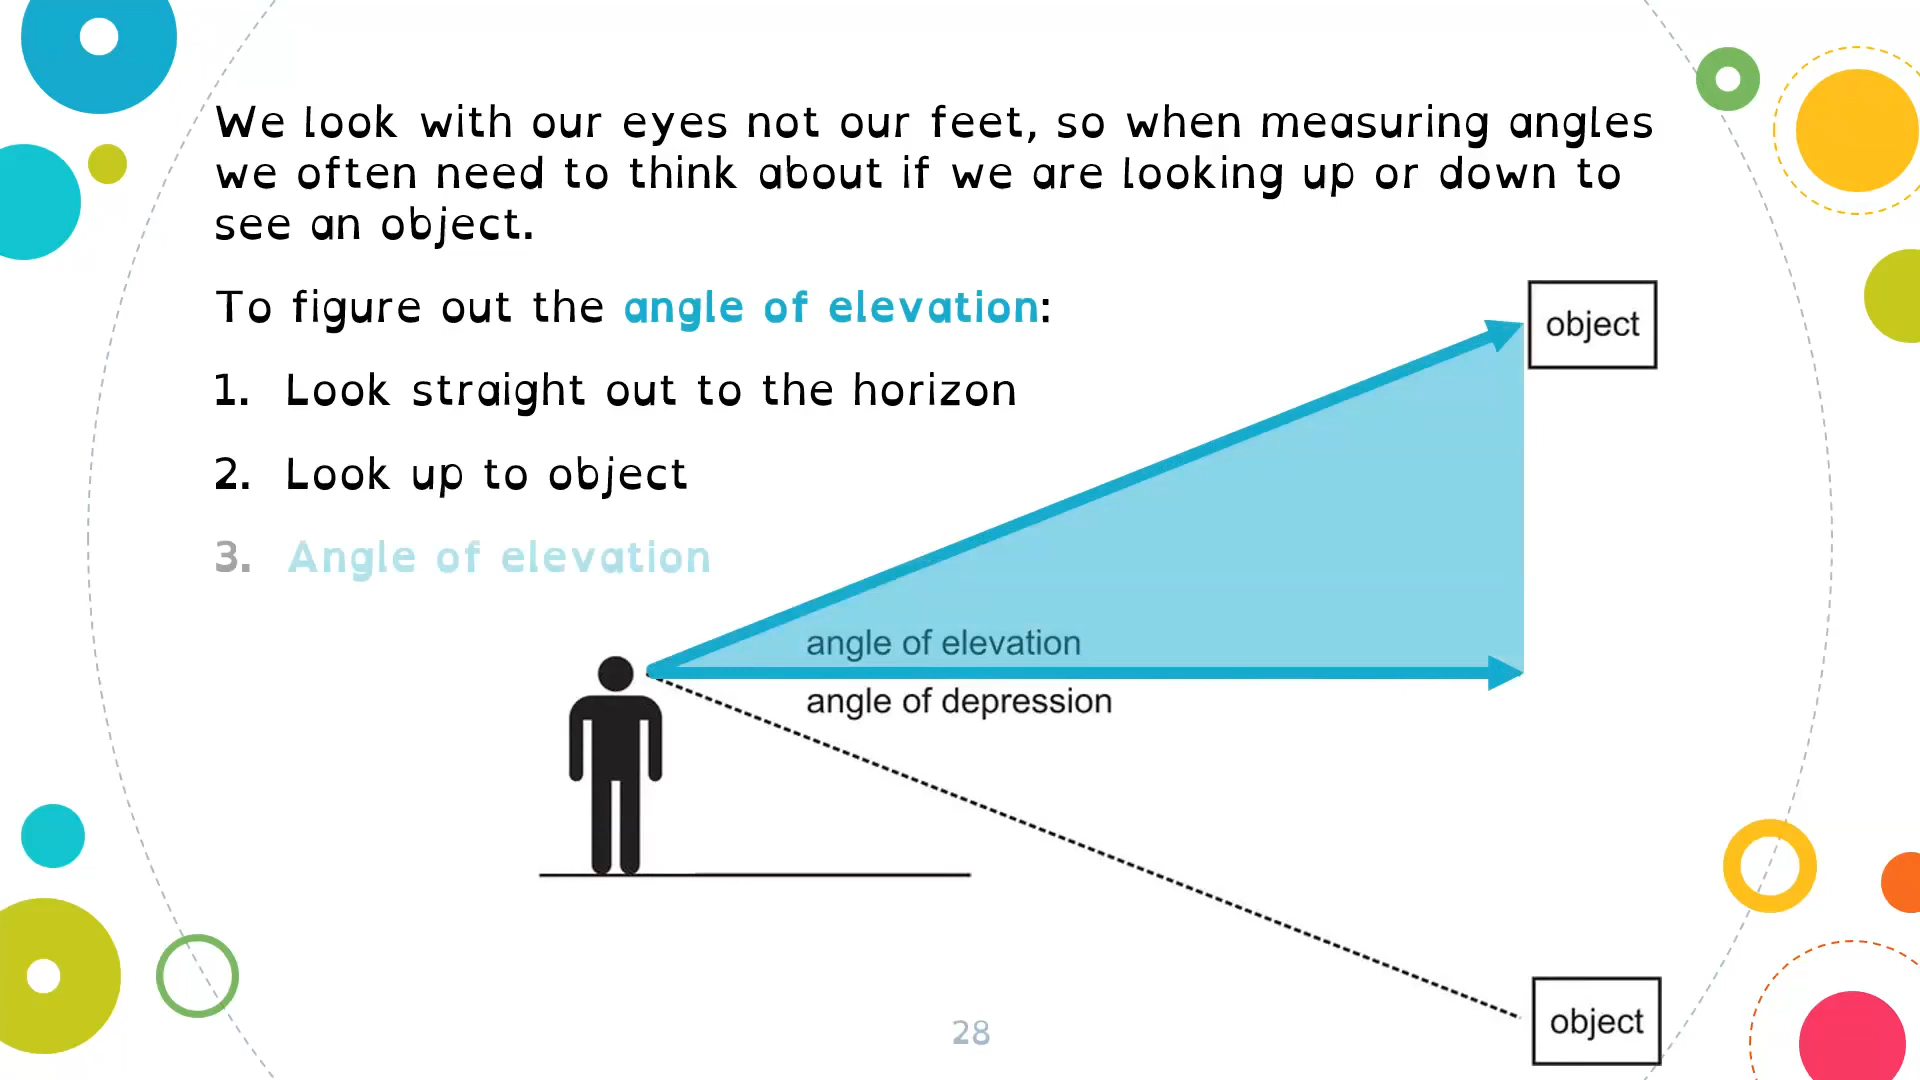 We look with our eyes not our feet, so when measuring angles
we often need to think about if we are looking up or down to
see an object.
To figure out the angle of elevation:
object
1. Look straight out to the horizon
2. Look up to object
3. Angle of elevation
angle of elevation
angle of depression
object
28